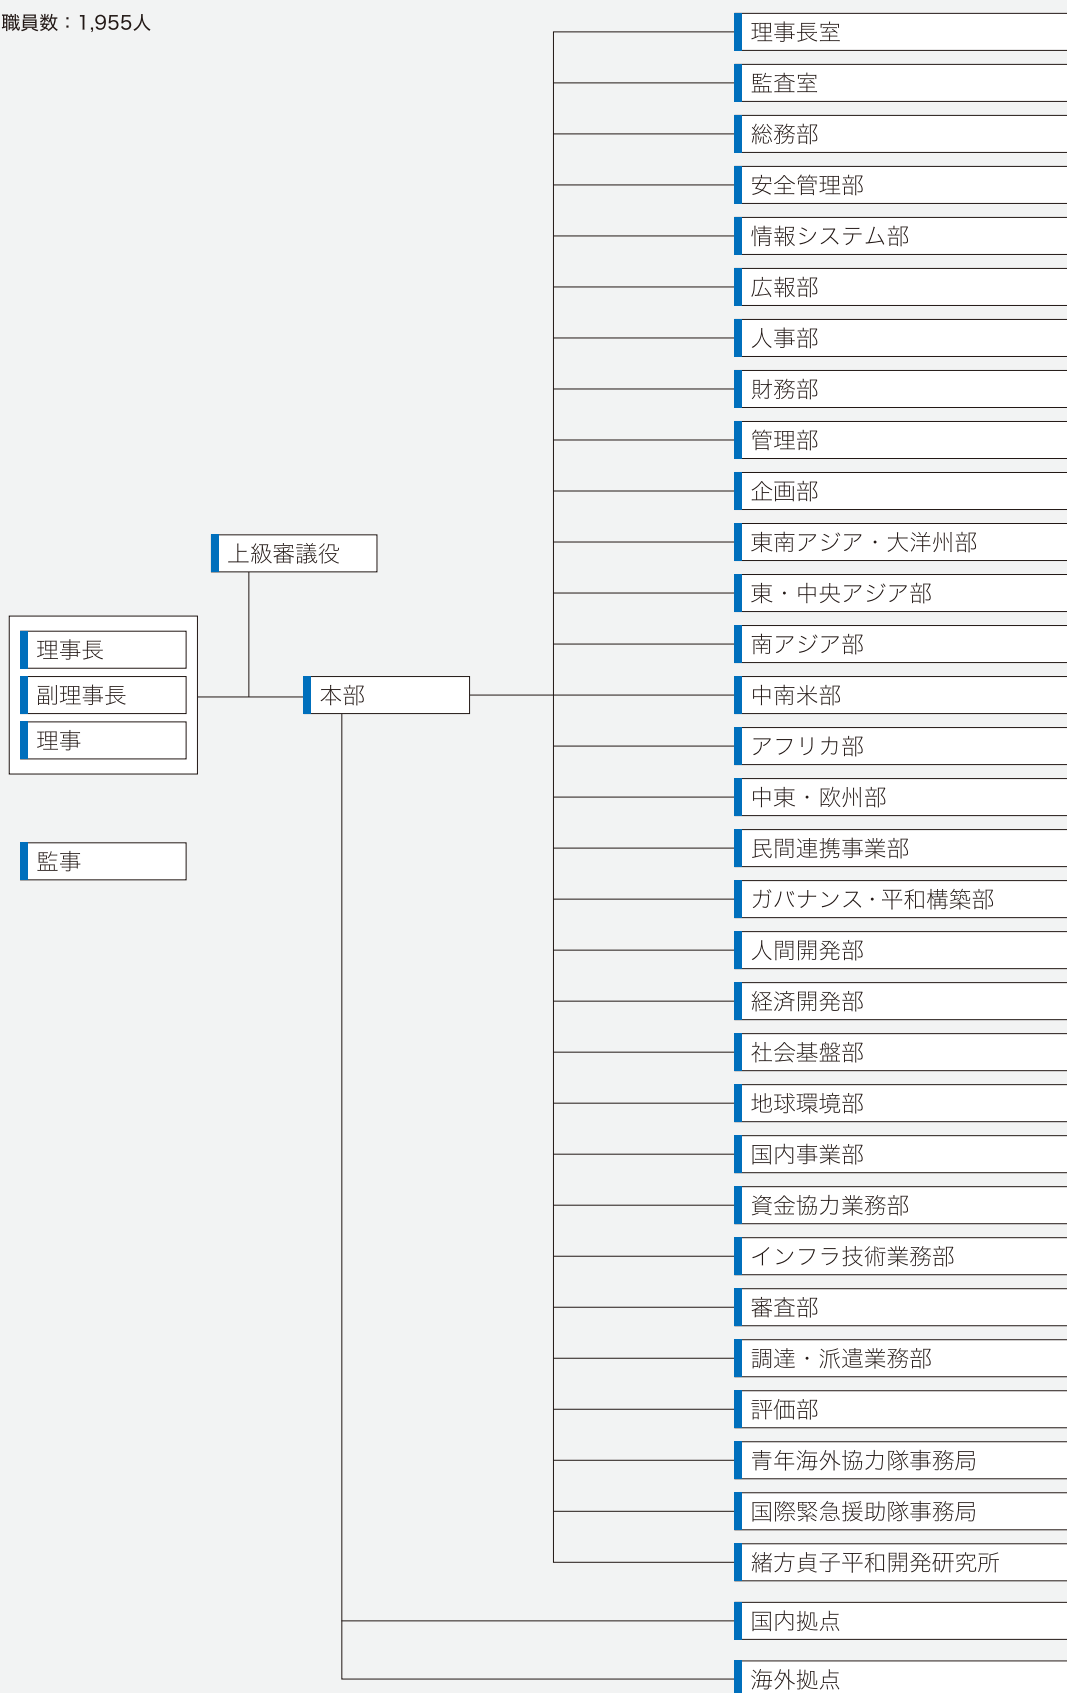 職員数：1,955人
上級審議役
理事長
副理事長
理事
監事
本部
理事長室
監査室
総務部
安全管理部
情報システム部
広報部
人事部
財務部
管理部
企画部
東南アジア・大洋州部
東・中央アジア部
南アジア部
中南米部
アフリカ部
中東・欧州部
民間連携事業部
ガバナンス・平和構築部
人間開発部
経済開発部
社会基盤部
地球環境部
国内事業部
資金協力業務部
インフラ技術業務部
審査部
調達・派遣業務部
評価部
青年海外協力隊事務局
国際緊急援助隊事務局
緒方貞子平和開発研究所
国内拠点
海外拠点